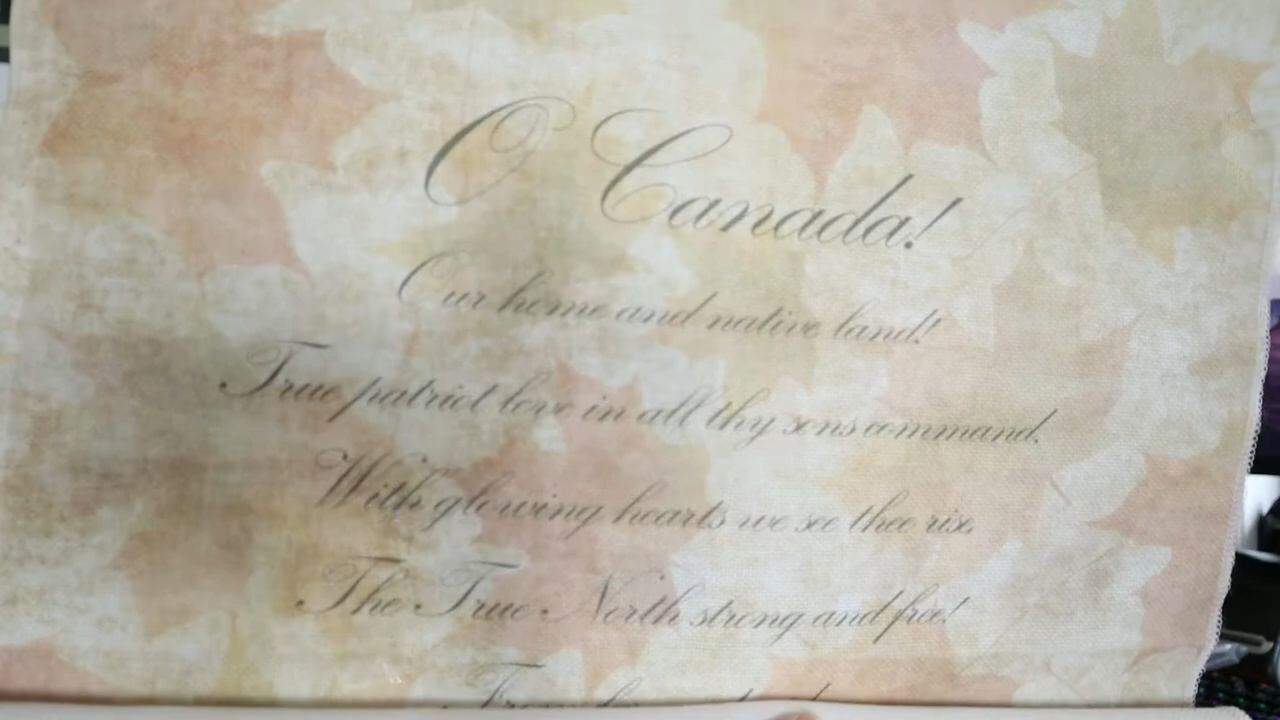 O Canada!
Our home and native land!
True patriot love in all thy sons command.
With glowing hearts we see thee rise,
The True North strong and free!
From